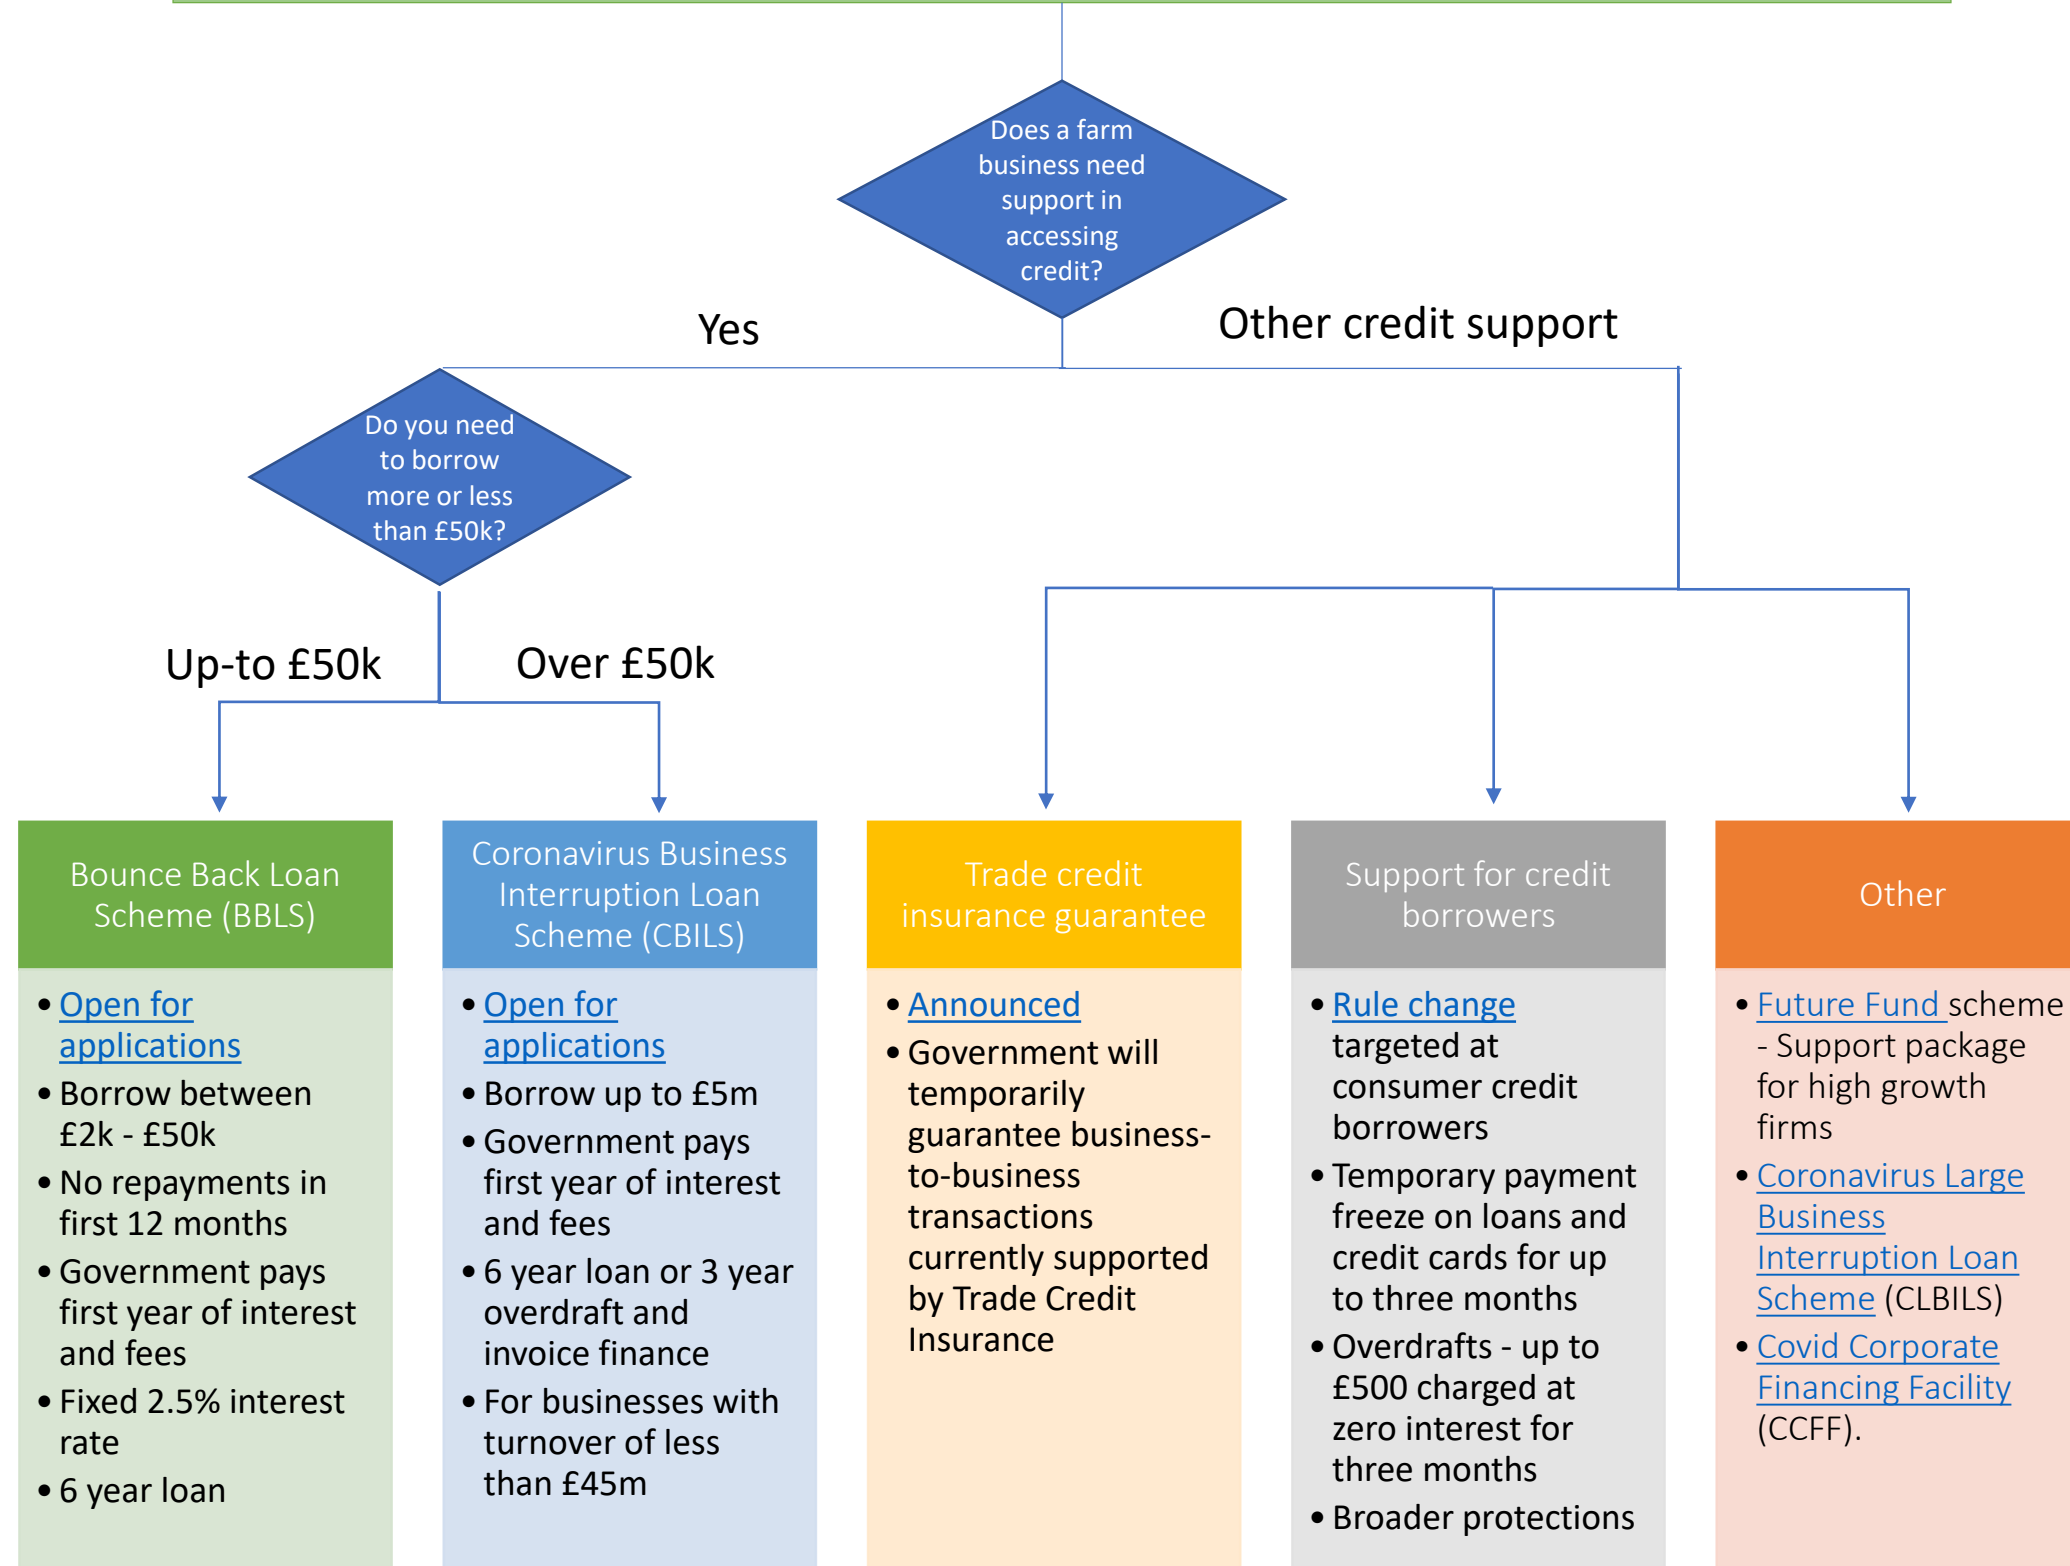 Does a farm
business need
support in
accessing
credit?
Yes
Other credit support
Do you need
to borrow
more or less
than £50k?
Up-to £50k
Over £50k
Bounce Back Loan
Scheme (BBLS)
• Open for
applications
• Borrow between
£2k - £50k
• No repayments in
first 12 months
• Government pays
first year of interest
and fees
• Fixed 2.5% interest
rate
• 6 year loan
Coronavirus Business
Interruption Loan
Scheme (CBILS)
• Open for
applications
• Borrow up to £5m
• Government pays
first year of interest
and fees
• 6 year loan or 3 year
overdraft and
invoice finance
• For businesses with
turnover of less
than £45m
Trade credit
insurance guarantee
• Announced
• Government will
temporarily
guarantee business-
to-business
transactions
currently supported
by Trade Credit
Insurance
Support for credit
borrowers
• Rule change
targeted at
consumer credit
borrowers
• Temporary payment
freeze on loans and
credit cards for up
to three months
• Overdrafts - up to
£500 charged at
zero interest for
three months
• Broader protections
Other
• Future Fund scheme
- Support package
for high growth
firms
• Coronavirus Large
Business
Interruption Loan
Scheme (CLBILS)
• Covid Corporate
Financing Facility
(CCFF).